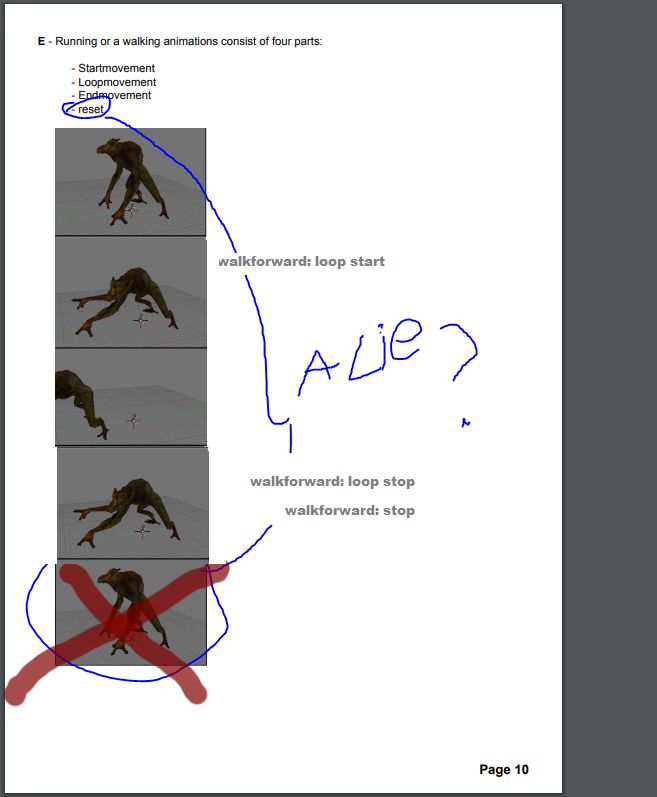 E - Running or a walking animations consist of four parts:
- Startmovement
- Loopmovement
- Endmovement
- reset
walkforward: loop start
A Lie ?
walkforward: loop stop
walkforward: stop
Page 10